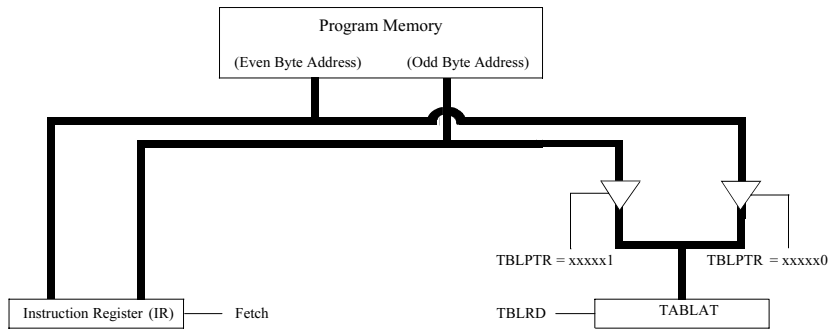 Program Memory
(Even Byte Address) (Odd Byte Address)
TBLPTR = xxxxx1
TBLPTR = xxxxx0
Instruction Register (IR)
Fetch
TBLRD
TABLAT